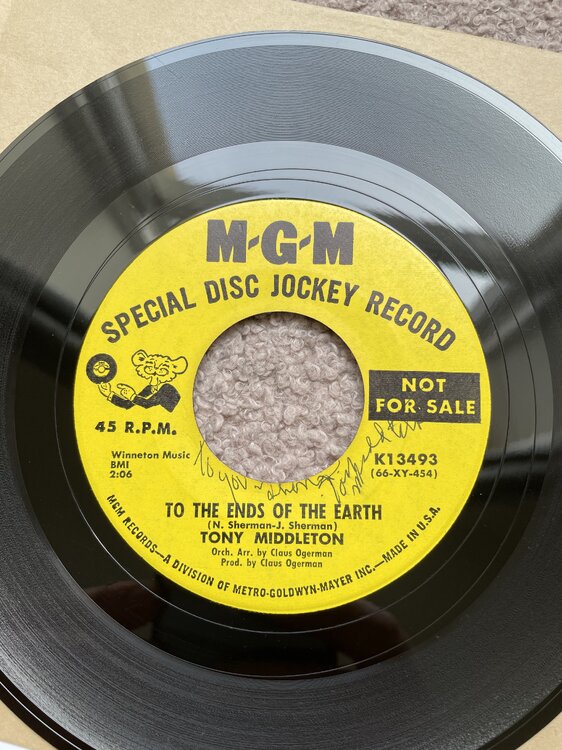 M-G-M
SPECIAL DISC JOCKEY RECORD
NOT
FOR SALE
45 R.P.M.
Winneton Music
BMI
2:06
K13493
(66-XY-454)
TO THE ENDS OF THE EARTH
(N. Sherman-J. Sherman)
TONY MIDDLETON
Orch. Arr. by Claus Ogerman
Prod. by Claus Ogerman
MGM RECORDS—A DIVISION OF METRO-GOLDWYN-MAYER INC.—MADE IN U.S.A.